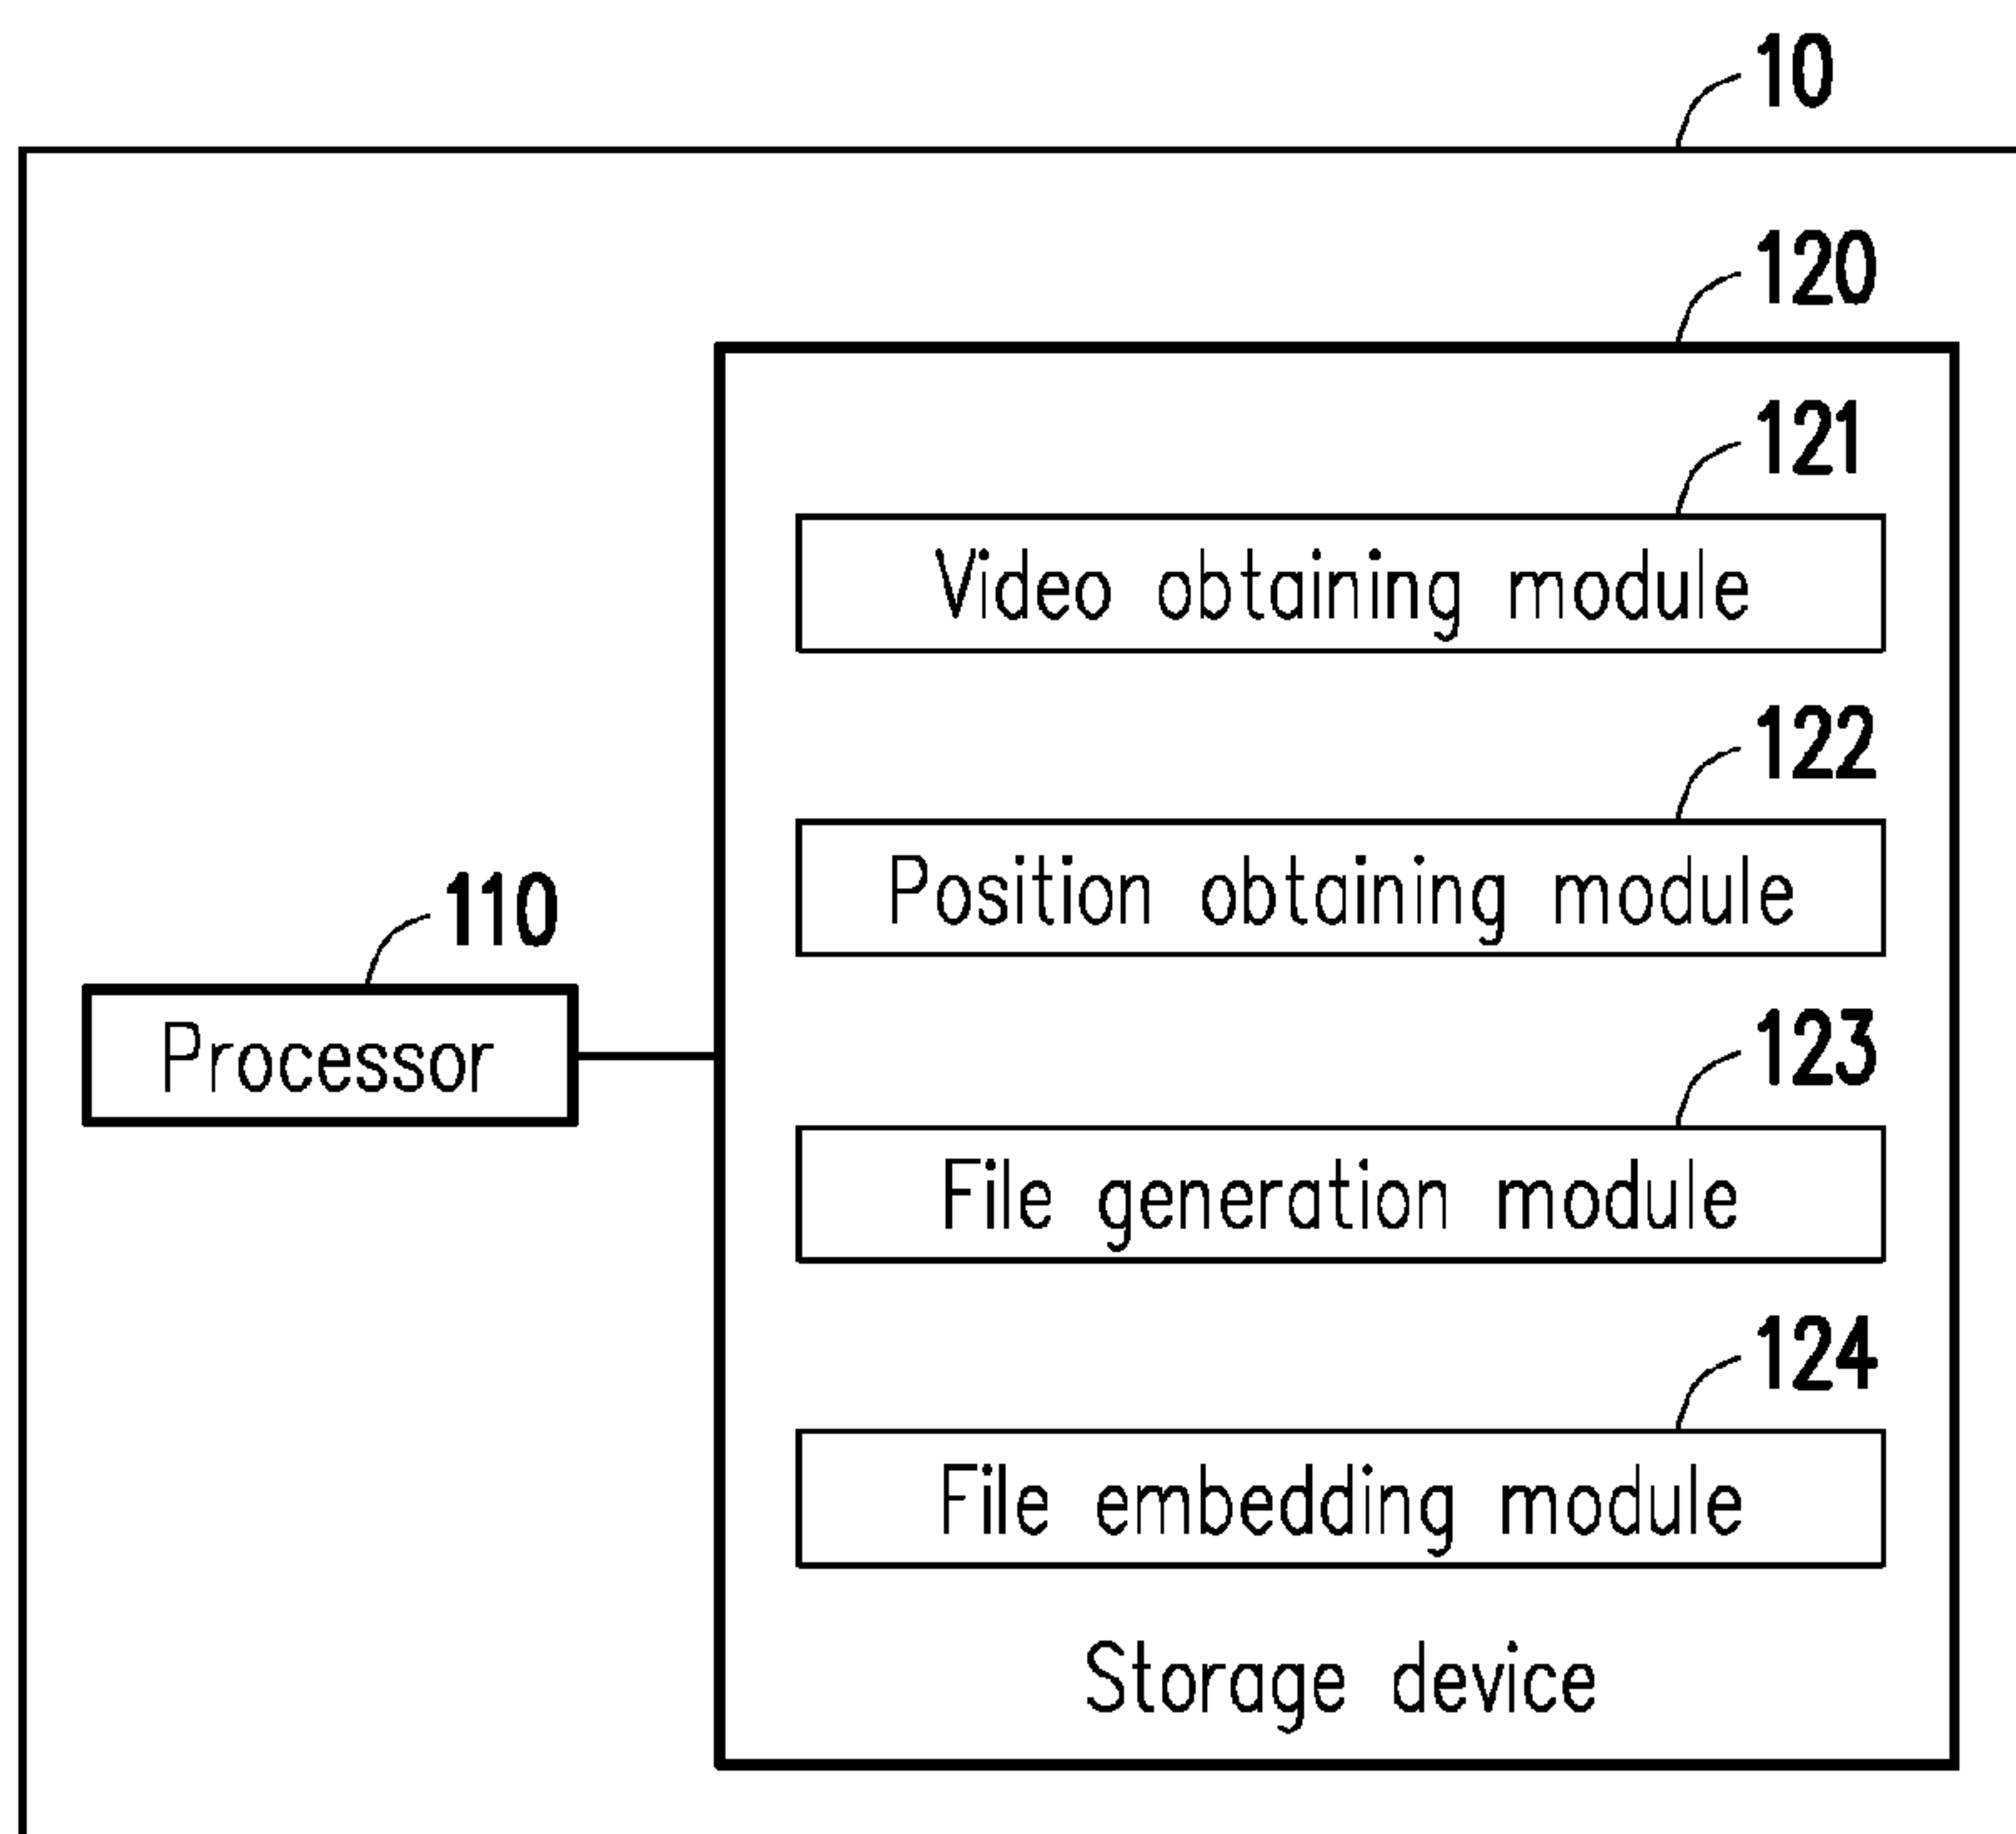 10
120
121
Video obtaining module
122
Position obtaining module
110
Processor
123
File generation module
124
File embedding module
Storage device